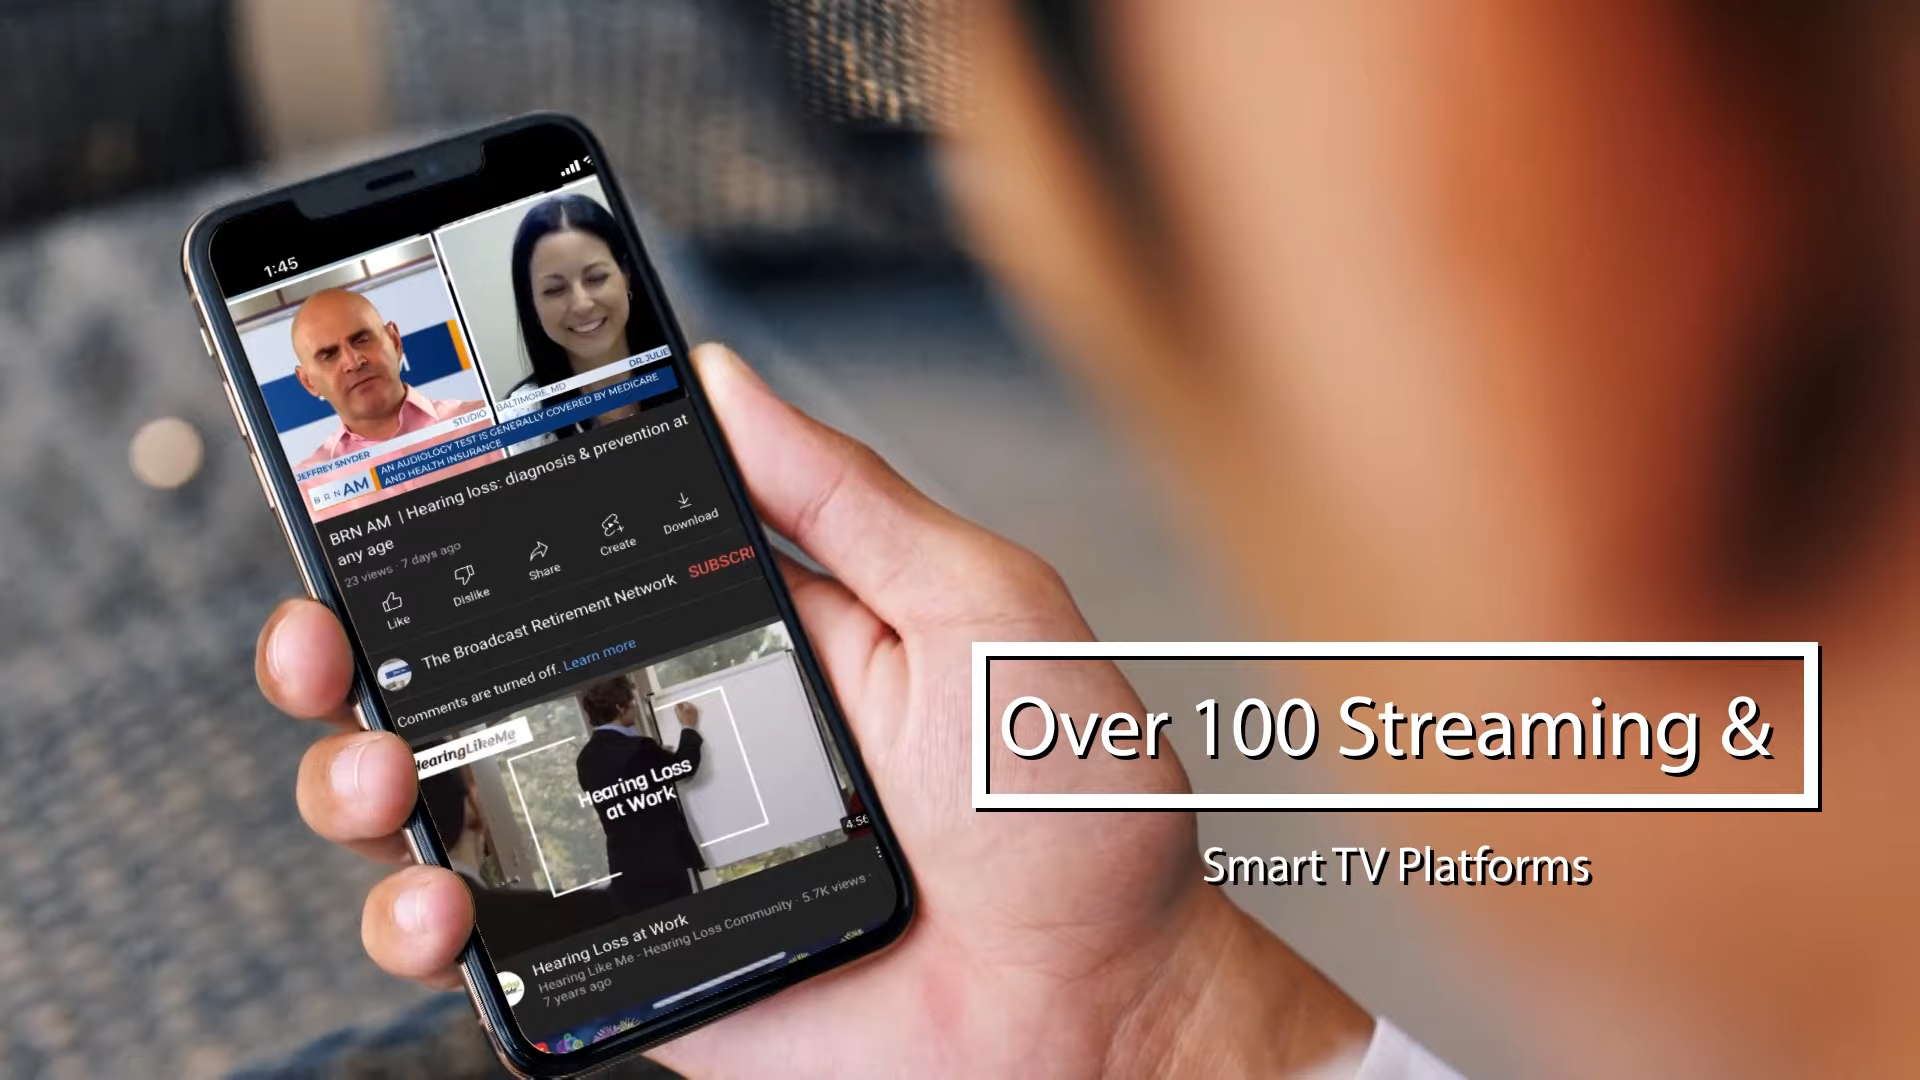 1:45
STUDIO
BALTIMORE, MD
DR. JULIE
JEFFREY SNYDER
BRN AM
AN AUDIOLOGY TEST IS GENERALLY COVERED BY MEDICARE
AND HEALTH INSURANCE
BRN AM | Hearing loss: diagnosis & prevention at
any age
23 views · 7 days ago
Like
Dislike
Share
Create
Download
The Broadcast Retirement Network
SUBSCRI
Comments are turned off. Learn more
HearingLikeMe
Hearing Loss
at Work
4:56
Hearing Loss at Work
Hearing Like Me - Hearing Loss Community · 5.7K views ·
7 years ago
Over 100 Streaming &
Smart TV Platforms